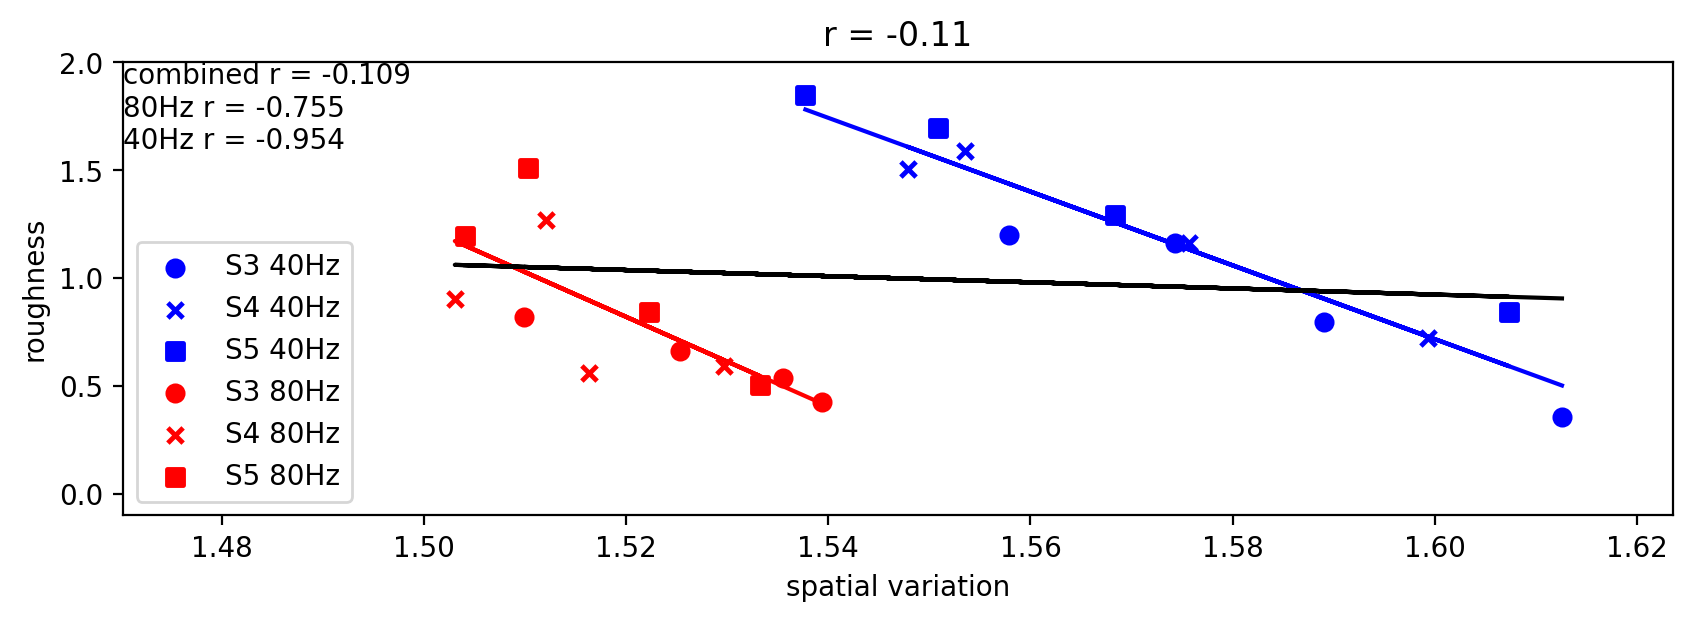 r = -0.11
combined r = -0.109
80Hz r = -0.755
40Hz r = -0.954
2.0
1.5
1.0
0.5
0.0
roughness
S3 40Hz
S4 40Hz
S5 40Hz
S3 80Hz
S4 80Hz
S5 80Hz
1.48 1.50 1.52 1.54 1.56 1.58 1.60 1.62
spatial variation